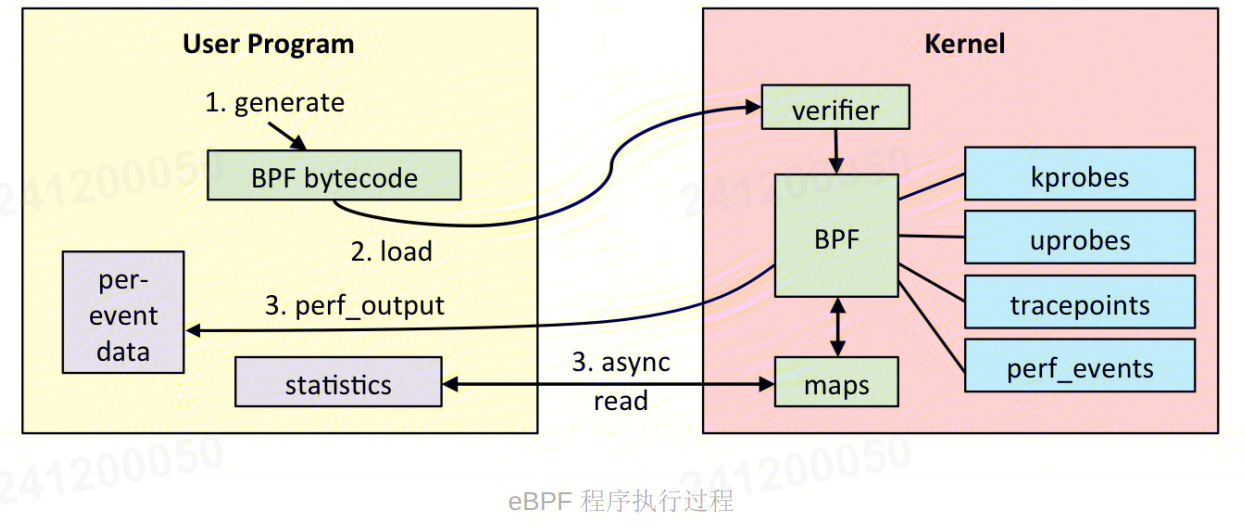 User Program
1. generate
BPF bytecode
2. load
per-
event
data
3. perf_output
statistics
3. async
read
Kernel
verifier
BPF
maps
kprobes
uprobes
tracepoints
perf_events
241200050
241200050
241200050
241200050
eBPF 程序执行过程